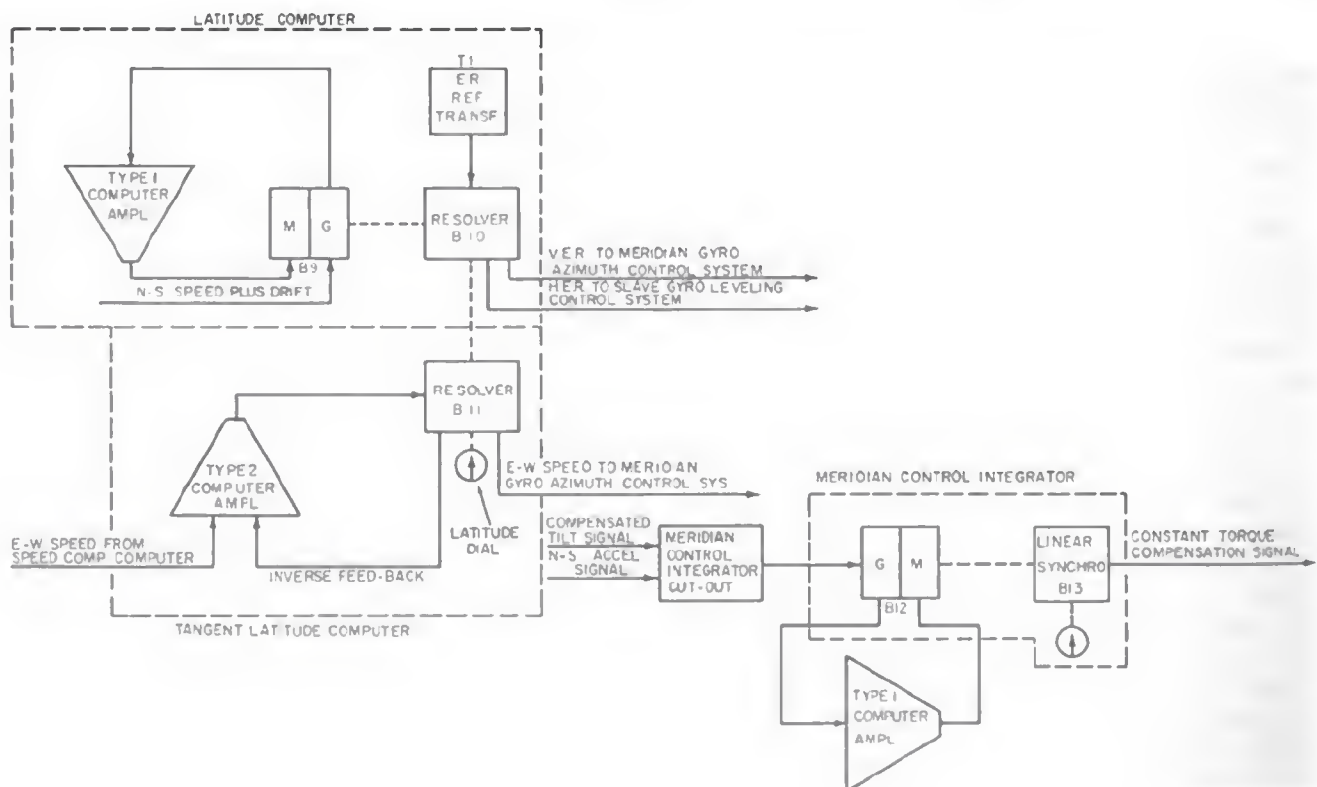 LATITUDE COMPUTER
T1
ER
REF
TRANSF
TYPE 1
COMPUTER
AMPL
M G
B9
RESOLVER
B10
N-S SPEED PLUS DRIFT
VER TO MERIDIAN GYRO
AZIMUTH CONTROL SYSTEM
HER TO SLAVE GYRO LEVELING
CONTROL SYSTEM
RESOLVER
B11
TYPE 2
COMPUTER
AMPL
E-W SPEED FROM
SPEED COMP COMPUTER
INVERSE FEED-BACK
LATITUDE
DIAL
E-W SPEED TO MERIDIAN
GYRO AZIMUTH CONTROL SYS
TANGENT LATITUDE COMPUTER
COMPENSATED
TILT SIGNAL
N-S ACCEL
SIGNAL
MERIDIAN
CONTROL
INTEGRATOR
CUT-OUT
MERIDIAN CONTROL INTEGRATOR
G M
B12
LINEAR
SYNCHRO
B13
CONSTANT TORQUE
COMPENSATION SIGNAL
TYPE 1
COMPUTER
AMPL